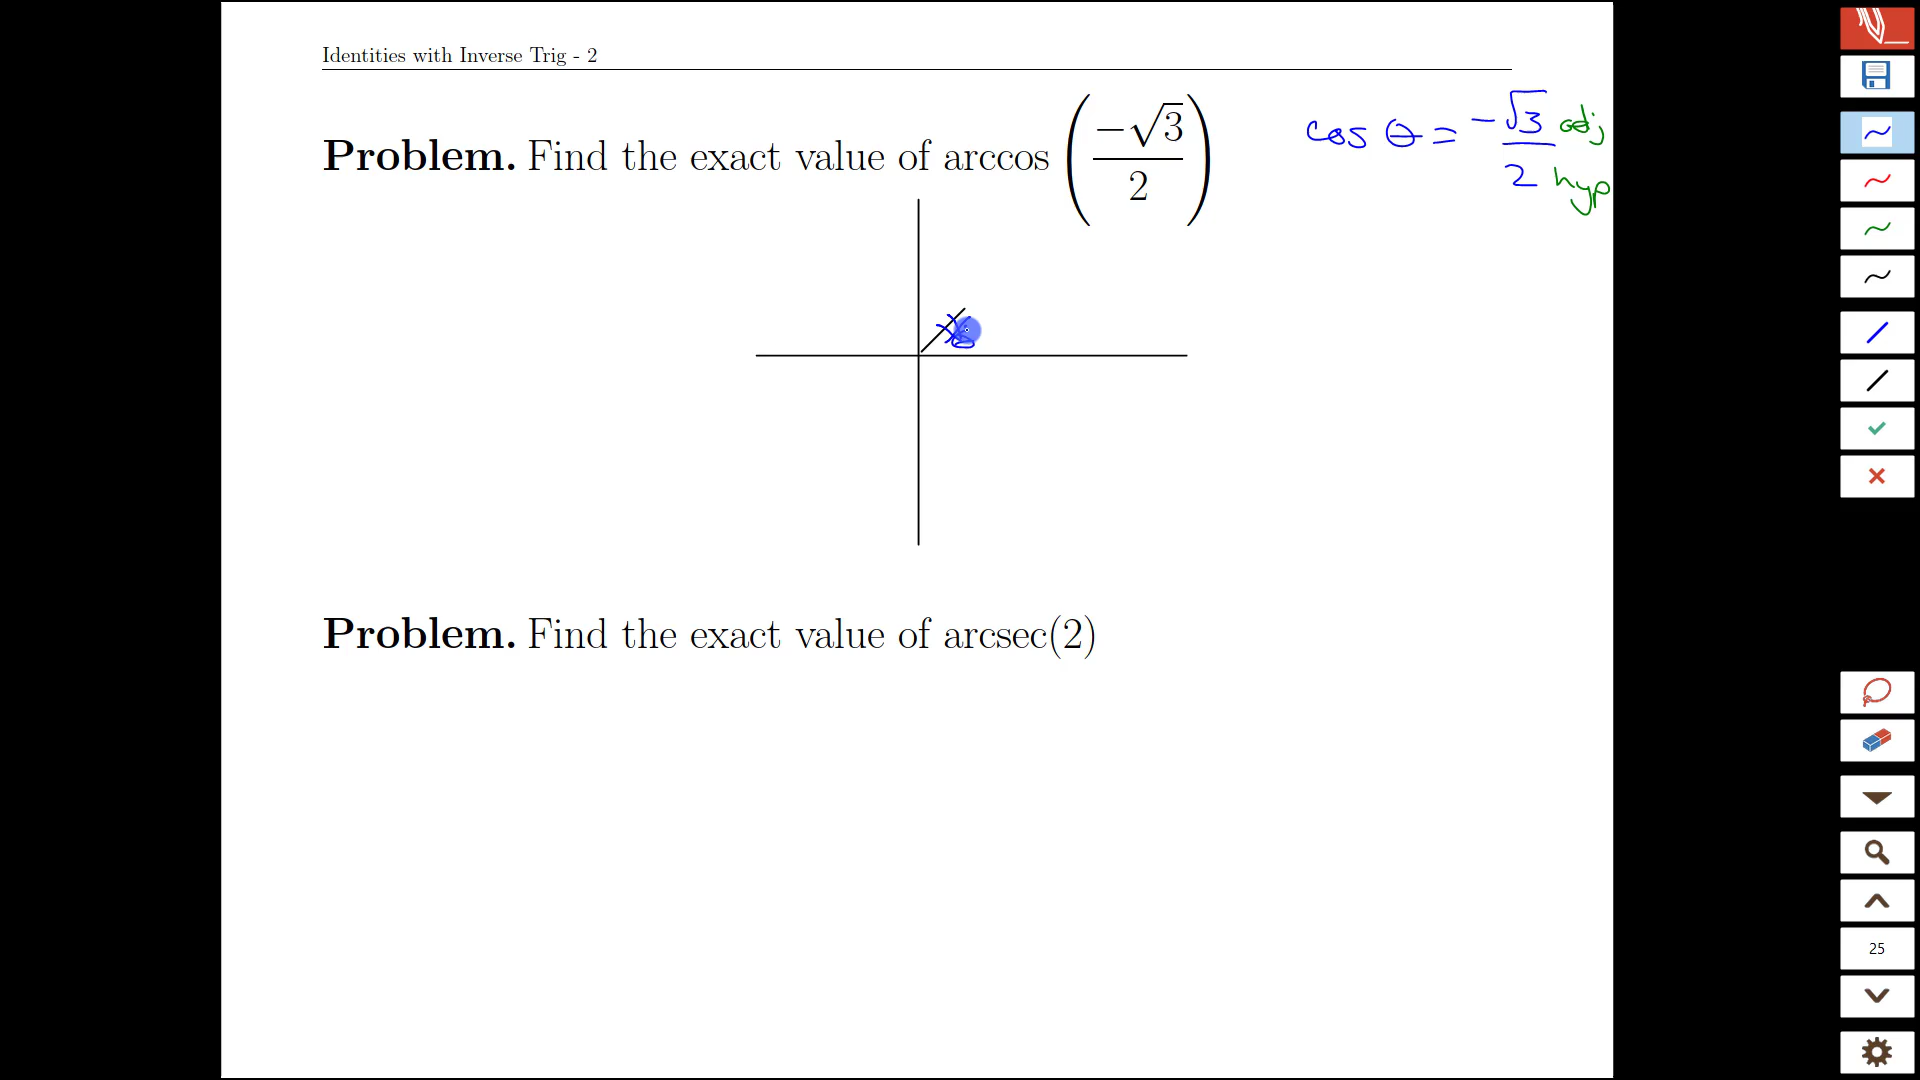 Identities with Inverse Trig - 2
Problem. Find the exact value of arccos (−√3/2)
cos θ = −√3/2 adj hyp
Problem. Find the exact value of arcsec(2)
25